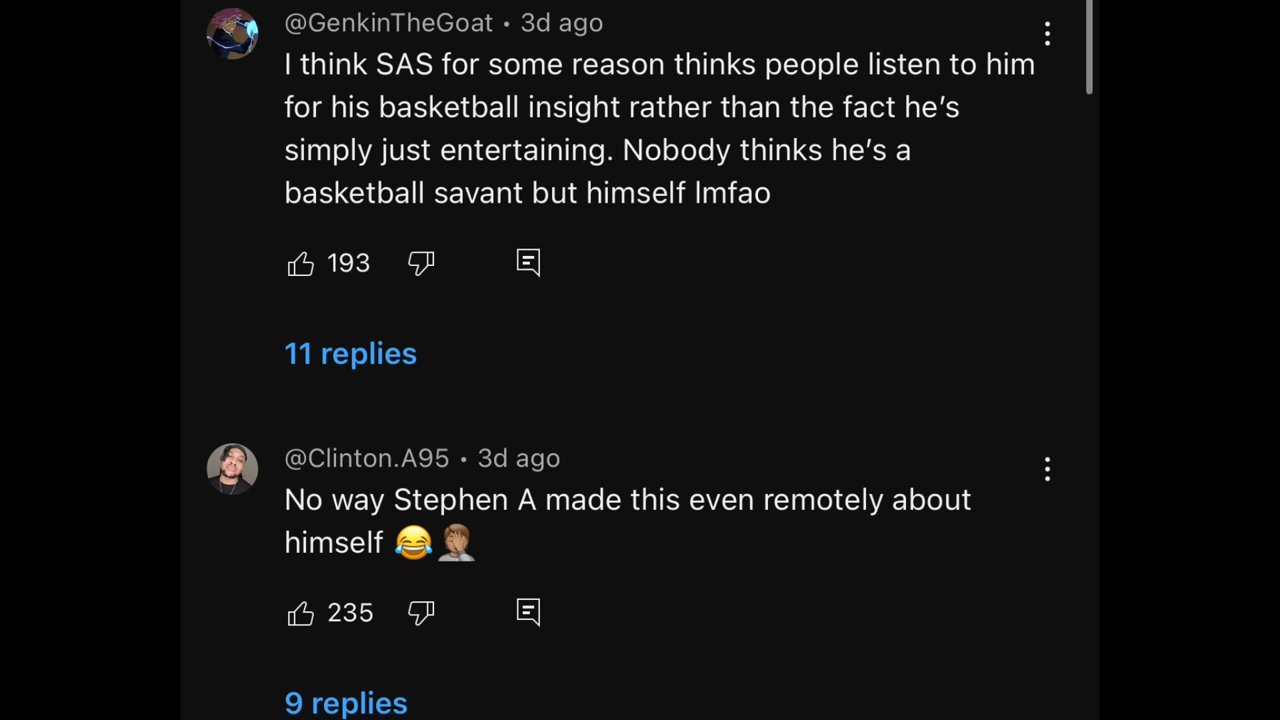 @GenkinTheGoat • 3d ago
I think SAS for some reason thinks people listen to him
for his basketball insight rather than the fact he’s
simply just entertaining. Nobody thinks he’s a
basketball savant but himself lmfao
193
11 replies
@Clinton.A95 • 3d ago
No way Stephen A made this even remotely about
himself 😂🤦🏽
235
9 replies